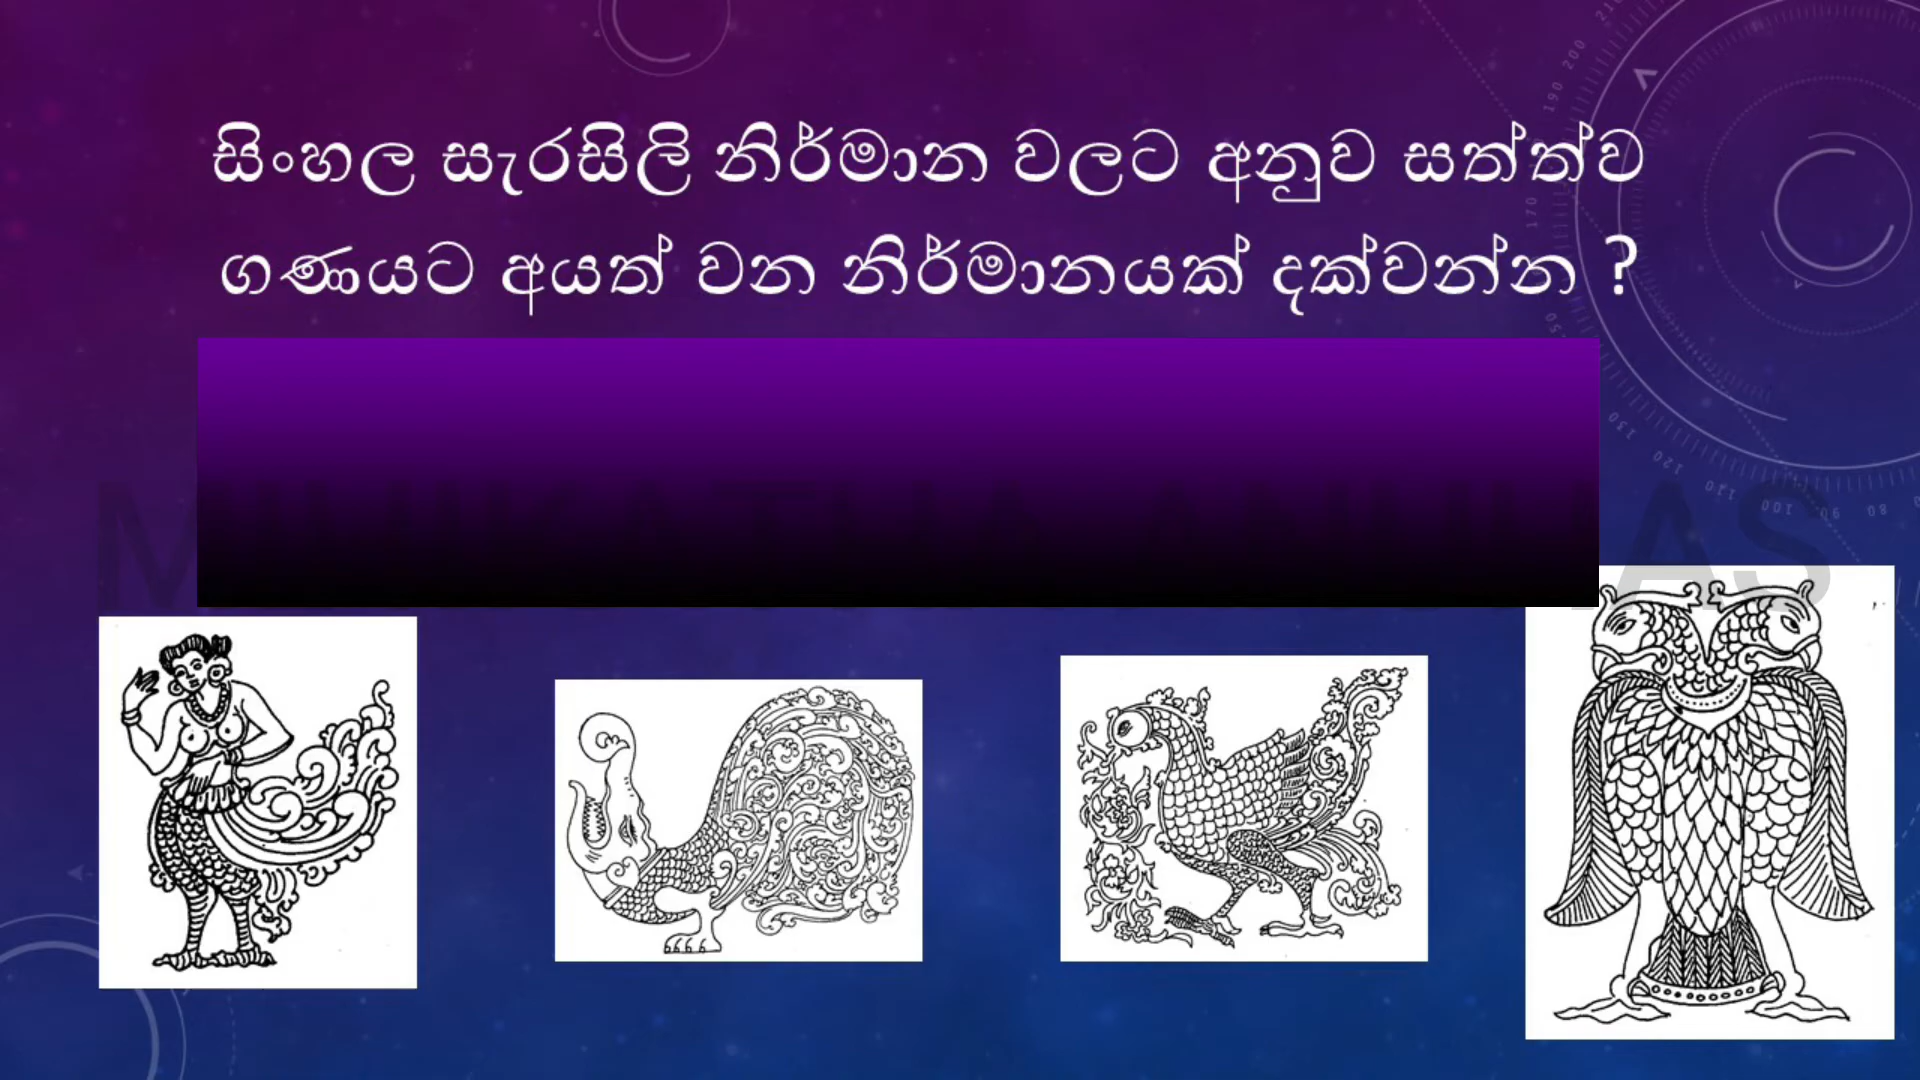 සිංහල සැරසිලි නිර්මාන වලට අනුව සත්ත්ව
ගණයට අයත් වන නිර්මානයක් දක්වන්න ?